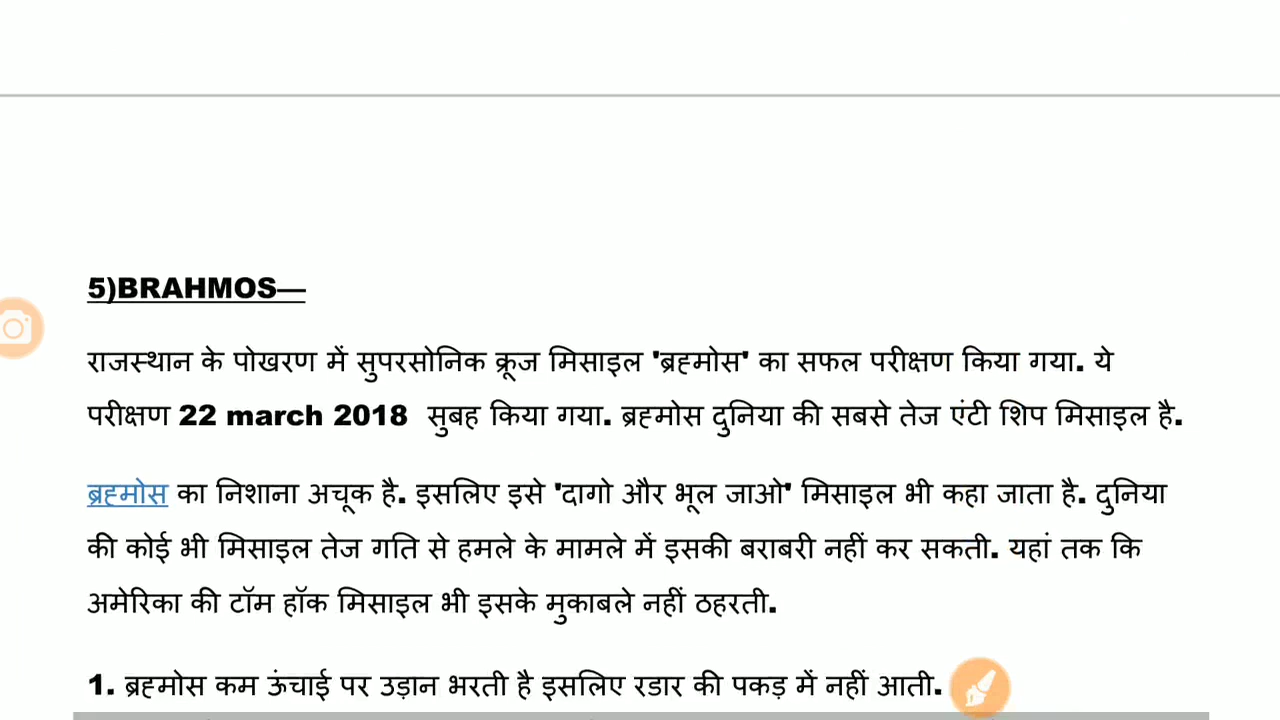 5)BRAHMOS—
राजस्थान के पोखरण में सुपरसोनिक क्रूज मिसाइल 'ब्रह्मोस' का सफल परीक्षण किया गया. ये
परीक्षण 22 march 2018 सुबह किया गया. ब्रह्मोस दुनिया की सबसे तेज एंटी शिप मिसाइल है.
ब्रह्मोस का निशाना अचूक है. इसलिए इसे 'दागो और भूल जाओ' मिसाइल भी कहा जाता है. दुनिया
की कोई भी मिसाइल तेज गति से हमले के मामले में इसकी बराबरी नहीं कर सकती. यहां तक कि
अमेरिका की टॉम हॉक मिसाइल भी इसके मुकाबले नहीं ठहरती.
1. ब्रह्मोस कम ऊंचाई पर उड़ान भरती है इसलिए रडार की पकड़ में नहीं आती.